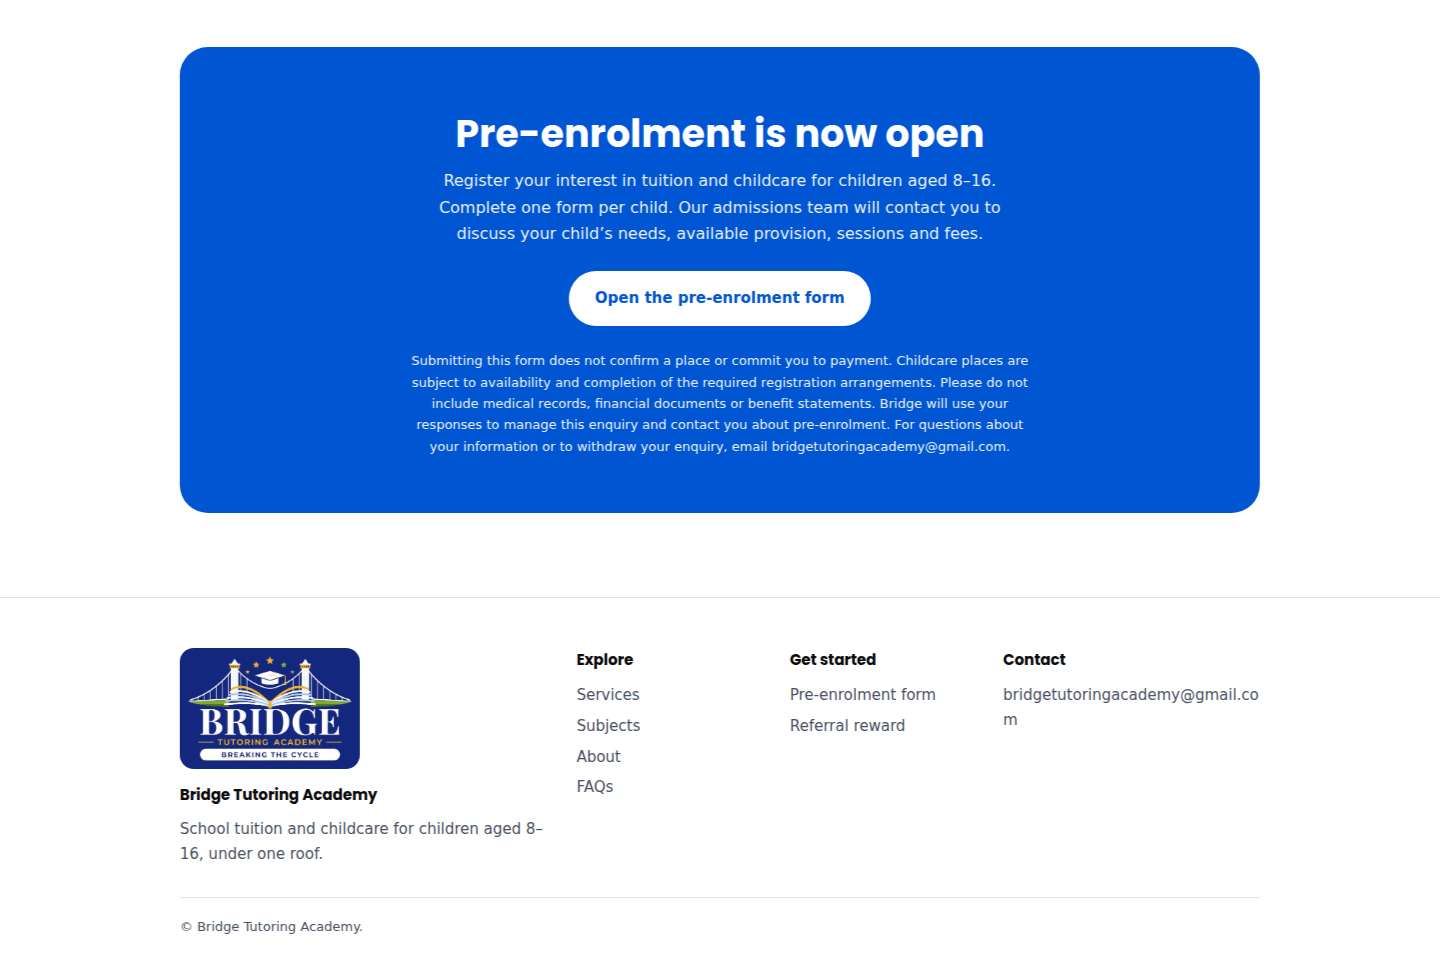 Pre-enrolment is now open
Register your interest in tuition and childcare for children aged 8–16.
Complete one form per child. Our admissions team will contact you to
discuss your child’s needs, available provision, sessions and fees.
Open the pre-enrolment form
Submitting this form does not confirm a place or commit you to payment. Childcare places are
subject to availability and completion of the required registration arrangements. Please do not
include medical records, financial documents or benefit statements. Bridge will use your
responses to manage this enquiry and contact you about pre-enrolment. For questions about
your information or to withdraw your enquiry, email bridgetutoringacademy@gmail.com.
BRIDGE
TUTORING ACADEMY
BREAKING THE CYCLE
Bridge Tutoring Academy
School tuition and childcare for children aged 8–
16, under one roof.
Explore
Services
Subjects
About
FAQs
Get started
Pre-enrolment form
Referral reward
Contact
bridgetutoringacademy@gmail.co
m
© Bridge Tutoring Academy.